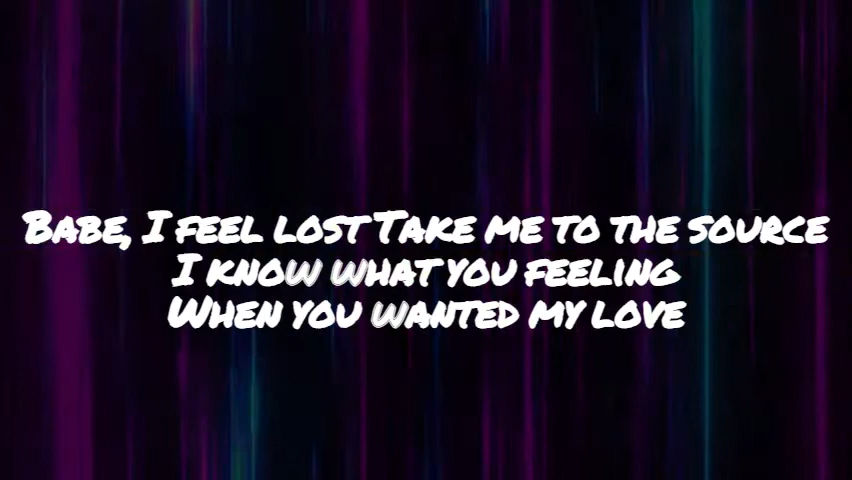 Babe, I feel lost Take me to the source
I know what you feeling
When you wanted my love